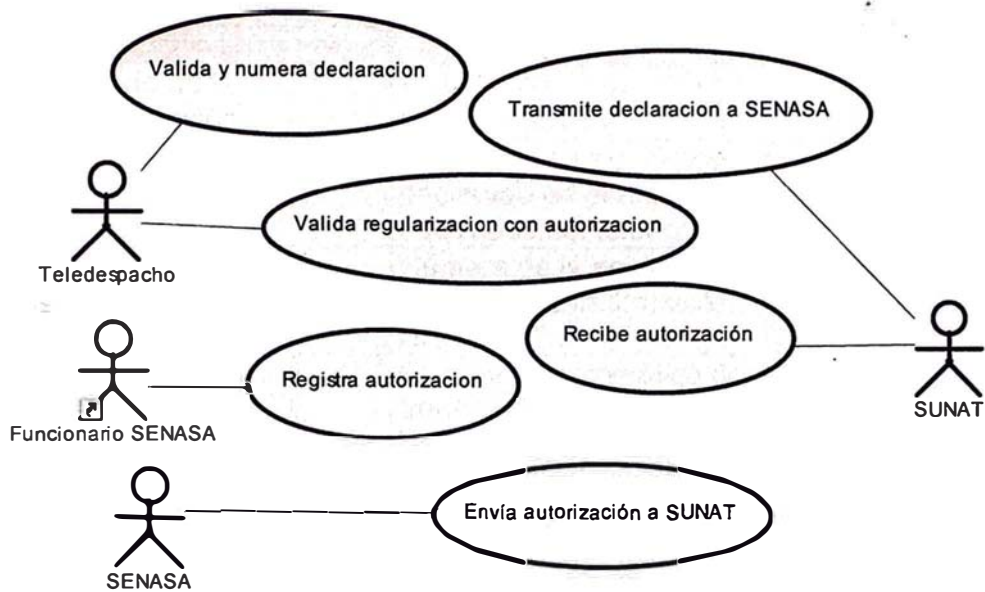 Valida y numera declaracion
Transmite declaracion a SENASA
Valida regularizacion con autorizacion
Teledespacho
Recibe autorización
Registra autorizacion
SUNAT
Funcionario SENASA
Envía autorización a SUNAT
SENASA